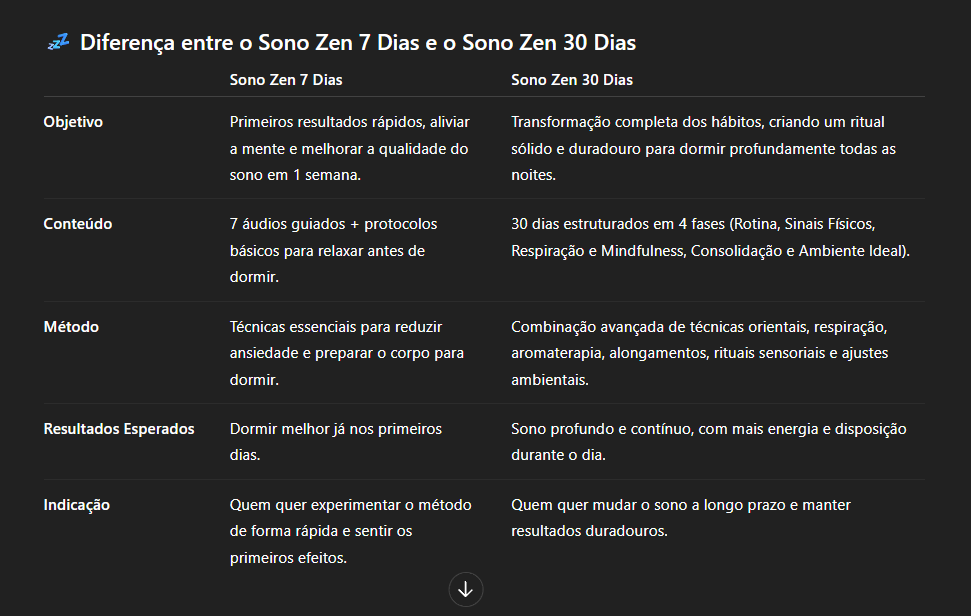 💤 Diferença entre o Sono Zen 7 Dias e o Sono Zen 30 Dias
Sono Zen 7 Dias Sono Zen 30 Dias
Objetivo Primeiros resultados rápidos, aliviar Transformação completa dos hábitos, criando um ritual
a mente e melhorar a qualidade do sólido e duradouro para dormir profundamente todas as
sono em 1 semana. noites.
Conteúdo 7 áudios guiados + protocolos 30 dias estruturados em 4 fases (Rotina, Sinais Físicos,
básicos para relaxar antes de Respiração e Mindfulness, Consolidação e Ambiente Ideal).
dormir.
Método Técnicas essenciais para reduzir Combinação avançada de técnicas orientais, respiração,
ansiedade e preparar o corpo para aromaterapia, alongamentos, rituais sensoriais e ajustes
dormir. ambientais.
Resultados Esperados Dormir melhor já nos primeiros Sono profundo e contínuo, com mais energia e disposição
dias. durante o dia.
Indicação Quem quer experimentar o método Quem quer mudar o sono a longo prazo e manter
de forma rápida e sentir os resultados duradouros.
primeiros efeitos.